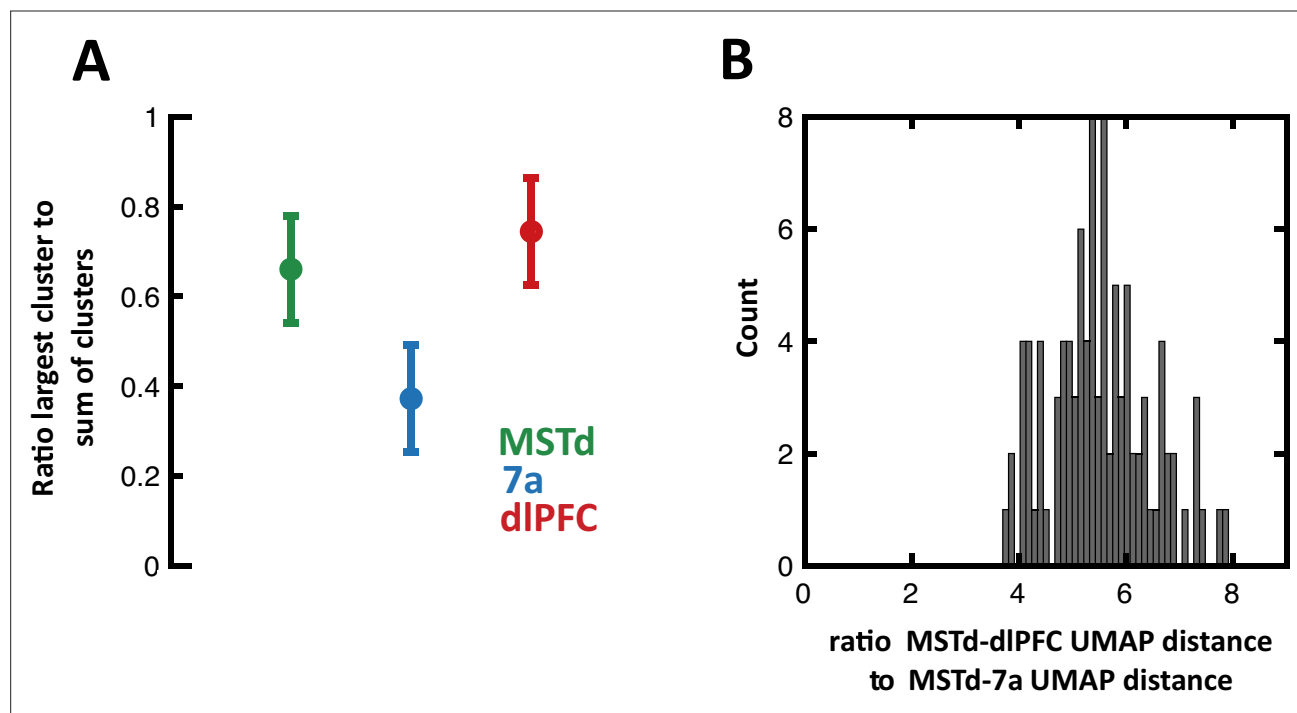 A
Ratio largest cluster to
sum of clusters
1
0.8
0.6
0.4
0.2
0
MSTd
7a
dlPFC
B
Count
8
6
4
2
0
0 2 4 6 8
ratio MSTd-dlPFC UMAP distance
to MSTd-7a UMAP distance